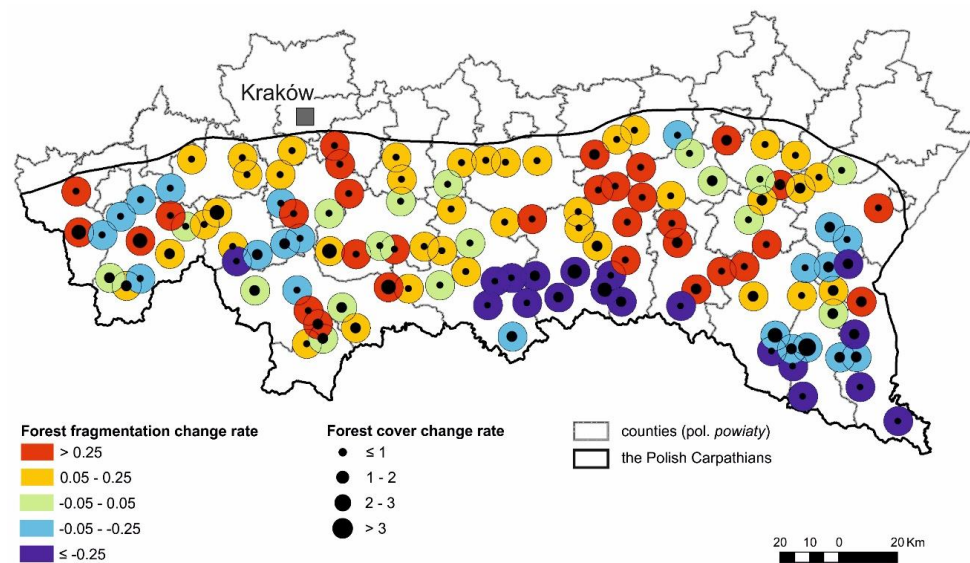 Kraków
Forest fragmentation change rate
> 0.25
0.05 - 0.25
-0.05 - 0.05
-0.05 - -0.25
≤ -0.25
Forest cover change rate
≤ 1
1 - 2
2 - 3
> 3
counties (pol. powiaty)
the Polish Carpathians
20 10 0 20 Km